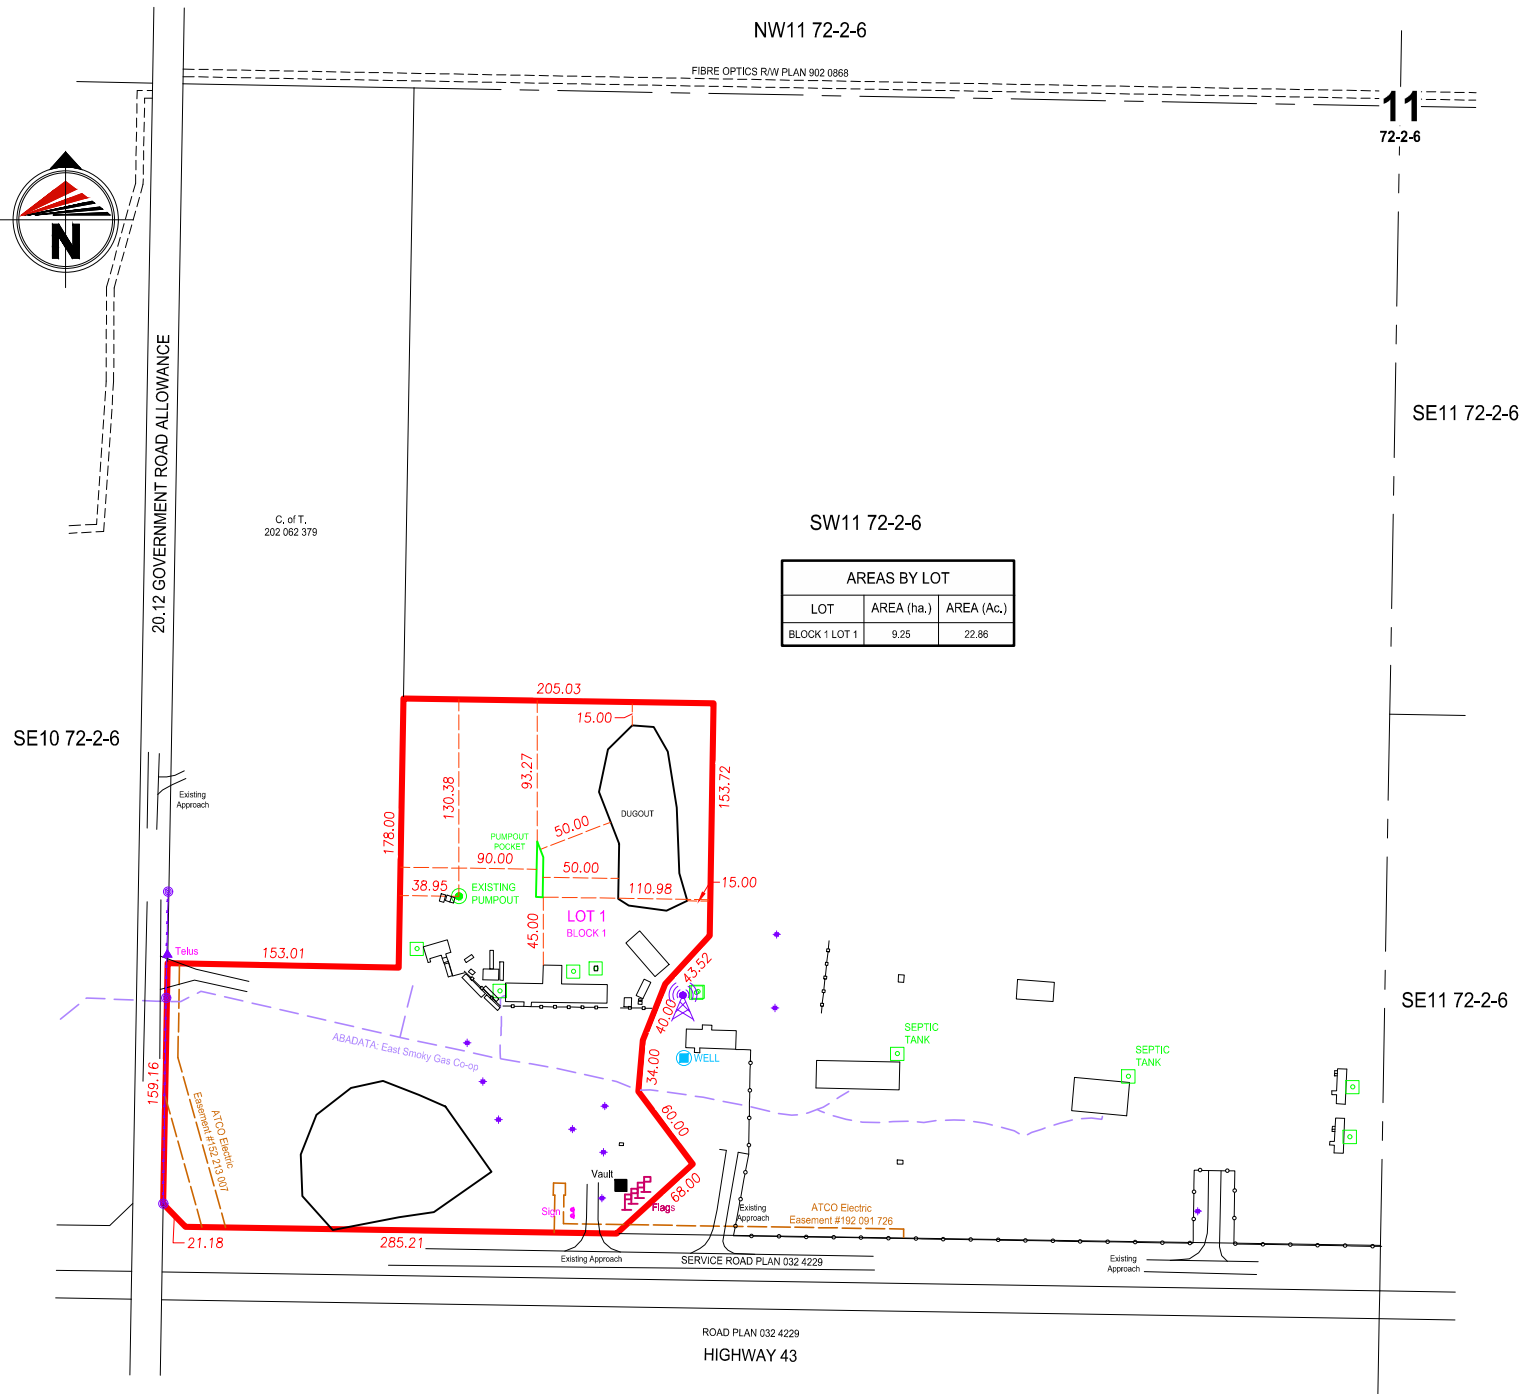 NW11 72-2-6
FIBRE OPTICS R/W PLAN 902 0868
11
72-2-6
N
20.12 GOVERNMENT ROAD ALLOWANCE
SE11 72-2-6
C. of T.
202 062 379
SW11 72-2-6
AREAS BY LOT
LOT AREA (ha.) AREA (Ac.)
BLOCK 1 LOT 1 9.25 22.86
SE10 72-2-6
205.03
15.00
93.27
130.38
153.72
178.00
Existing
Approach
DUGOUT
50.00
PUMPOUT
POCKET
90.00
50.00
38.95
EXISTING
PUMPOUT
110.98
15.00
LOT 1
BLOCK 1
45.00
Telus
153.01
43.52
40.00
SE11 72-2-6
ABADATA: East Smoky Gas Co-op
WELL
SEPTIC
TANK
SEPTIC
TANK
34.00
159.16
60.00
ATCO Electric
Easement #152 213 007
Vault
68.00
Sign
Flags
Existing
Approach
ATCO Electric
Easement #192 091 726
21.18
285.21
Existing Approach
SERVICE ROAD PLAN 032 4229
Existing
Approach
ROAD PLAN 032 4229
HIGHWAY 43